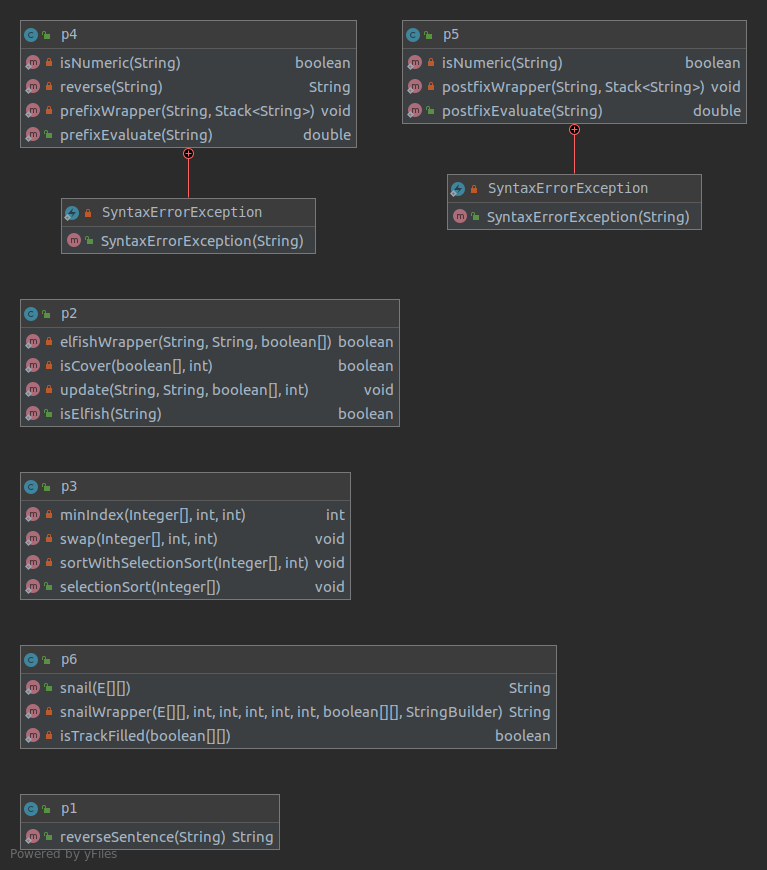 p4
isNumeric(String) boolean
reverse(String) String
prefixWrapper(String, Stack<String>) void
prefixEvaluate(String) double
SyntaxErrorException
SyntaxErrorException(String)
p5
isNumeric(String) boolean
postfixWrapper(String, Stack<String>) void
postfixEvaluate(String) double
SyntaxErrorException
SyntaxErrorException(String)
p2
elfishWrapper(String, String, boolean[]) boolean
isCover(boolean[], int) boolean
update(String, String, boolean[], int) void
isElfish(String) boolean
p3
minIndex(Integer[], int, int) int
swap(Integer[], int, int) void
sortWithSelectionSort(Integer[], int) void
selectionSort(Integer[]) void
p6
snail(E[][]) String
snailWrapper(E[][], int, int, int, int, int, boolean[][], StringBuilder) String
isTrackFilled(boolean[][]) boolean
p1
reverseSentence(String) String
Powered by yFiles